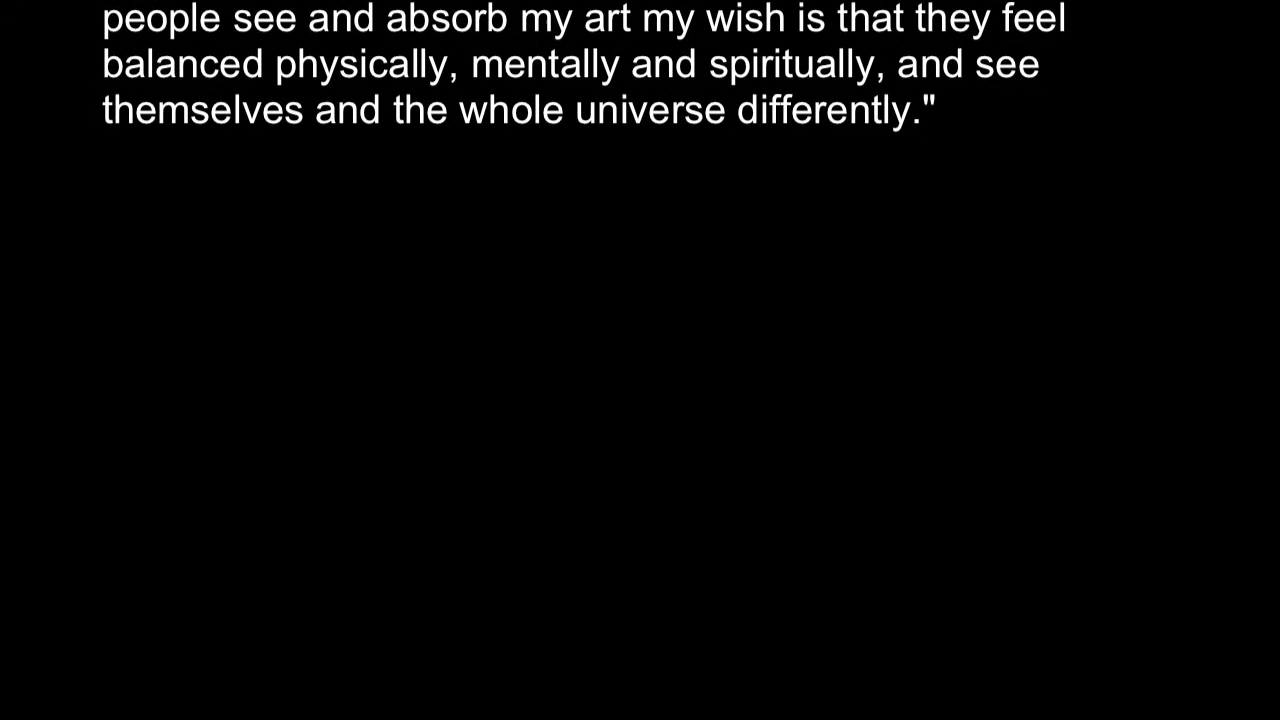 people see and absorb my art my wish is that they feel
balanced physically, mentally and spiritually, and see
themselves and the whole universe differently."